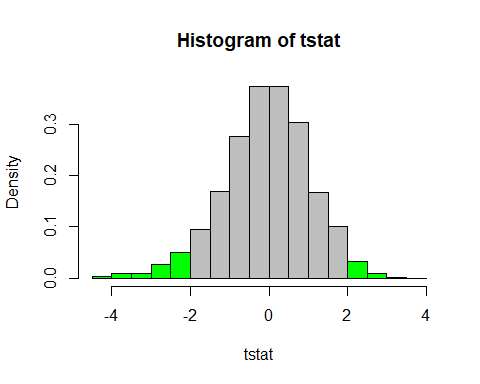 Histogram of tstat
Density
0.0 0.1 0.2 0.3
-4 -2 0 2 4
tstat